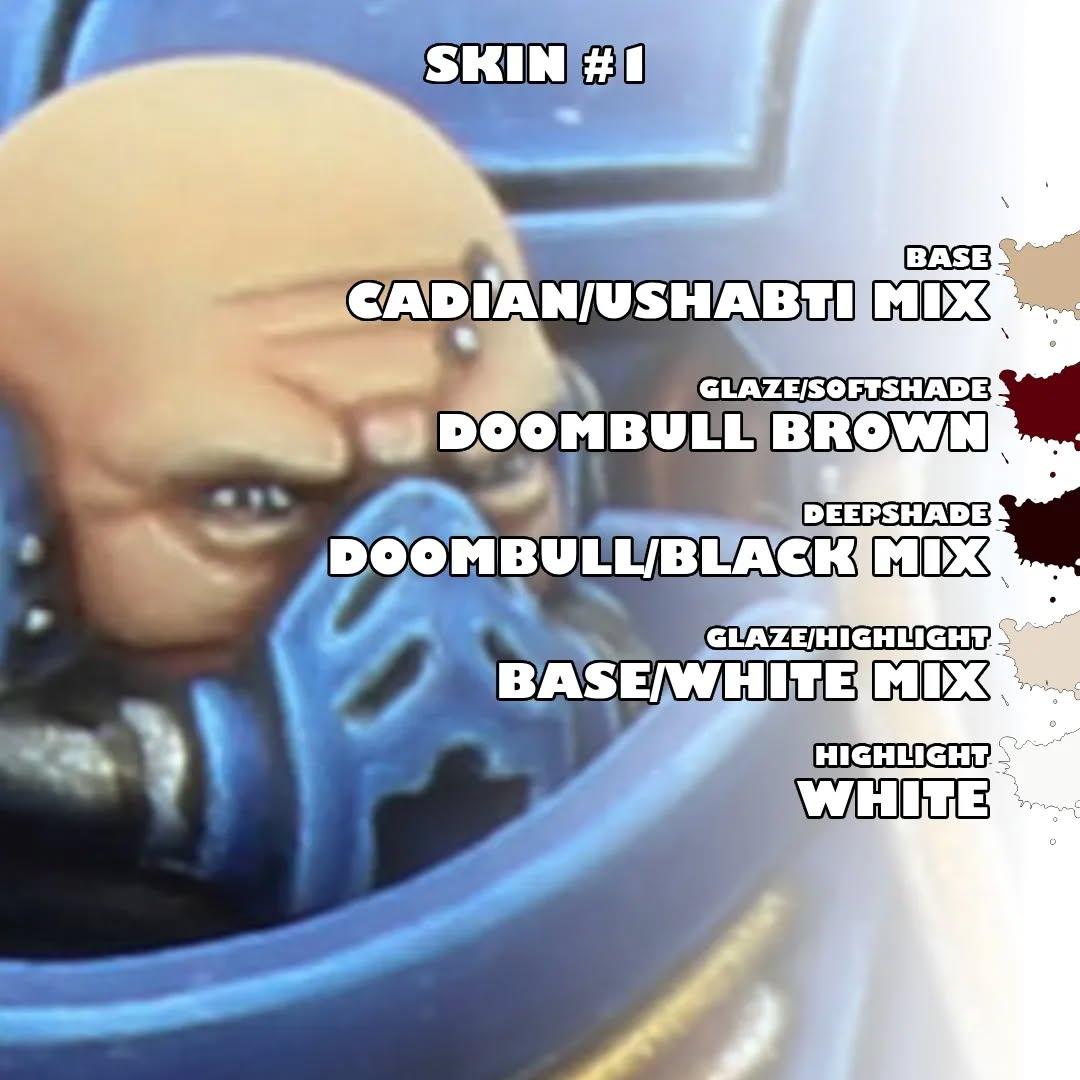 SKIN #1
BASE
CADIAN/USHABTI MIX
GLAZE/SOFTSHADE
DOOMBULL BROWN
DEEPSHADE
DOOMBULL/BLACK MIX
GLAZE/HIGHLIGHT
BASE/WHITE MIX
HIGHLIGHT
WHITE